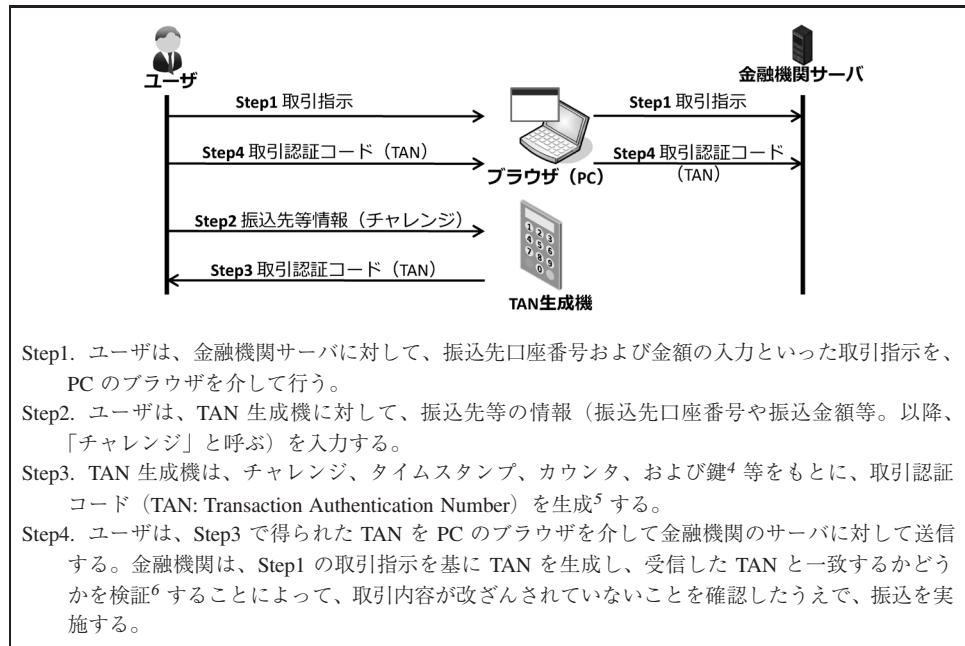 ユーザ
金融機関サーバ
Step1 取引指示
Step1 取引指示
Step4 取引認証コード（TAN）
Step4 取引認証コード
（TAN）
ブラウザ（PC）
Step2 振込先等情報（チャレンジ）
1 2 3
4 5 6
7 8 9
0
Step3 取引認証コード（TAN）
TAN生成機
Step1. ユーザは、金融機関サーバに対して、振込先口座番号および金額の入力といった取引指示を、
PC のブラウザを介して行う。
Step2. ユーザは、TAN 生成機に対して、振込先等の情報（振込先口座番号や振込金額等。以降、
「チャレンジ」と呼ぶ）を入力する。
Step3. TAN 生成機は、チャレンジ、タイムスタンプ、カウンタ、および鍵4 等をもとに、取引認証
コード（TAN: Transaction Authentication Number）を生成5 する。
Step4. ユーザは、Step3 で得られた TAN を PC のブラウザを介して金融機関のサーバに対して送信
する。金融機関は、Step1 の取引指示を基に TAN を生成し、受信した TAN と一致するかどう
かを検証6 することによって、取引内容が改ざんされていないことを確認したうえで、振込を実
施する。